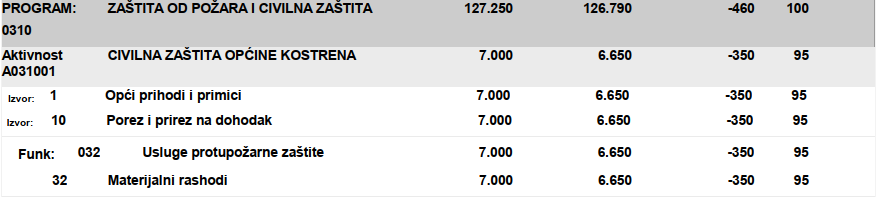 PROGRAM: ZAŠTITA OD POŽARA I CIVILNA ZAŠTITA 127.250 126.790 -460 100
0310
Aktivnost CIVILNA ZAŠTITA OPĆINE KOSTRENA 7.000 6.650 -350 95
A031001
Izvor: 1 Opći prihodi i primici 7.000 6.650 -350 95
Izvor: 10 Porez i prirez na dohodak 7.000 6.650 -350 95
Funk: 032 Usluge protupožarne zaštite 7.000 6.650 -350 95
32 Materijalni rashodi 7.000 6.650 -350 95